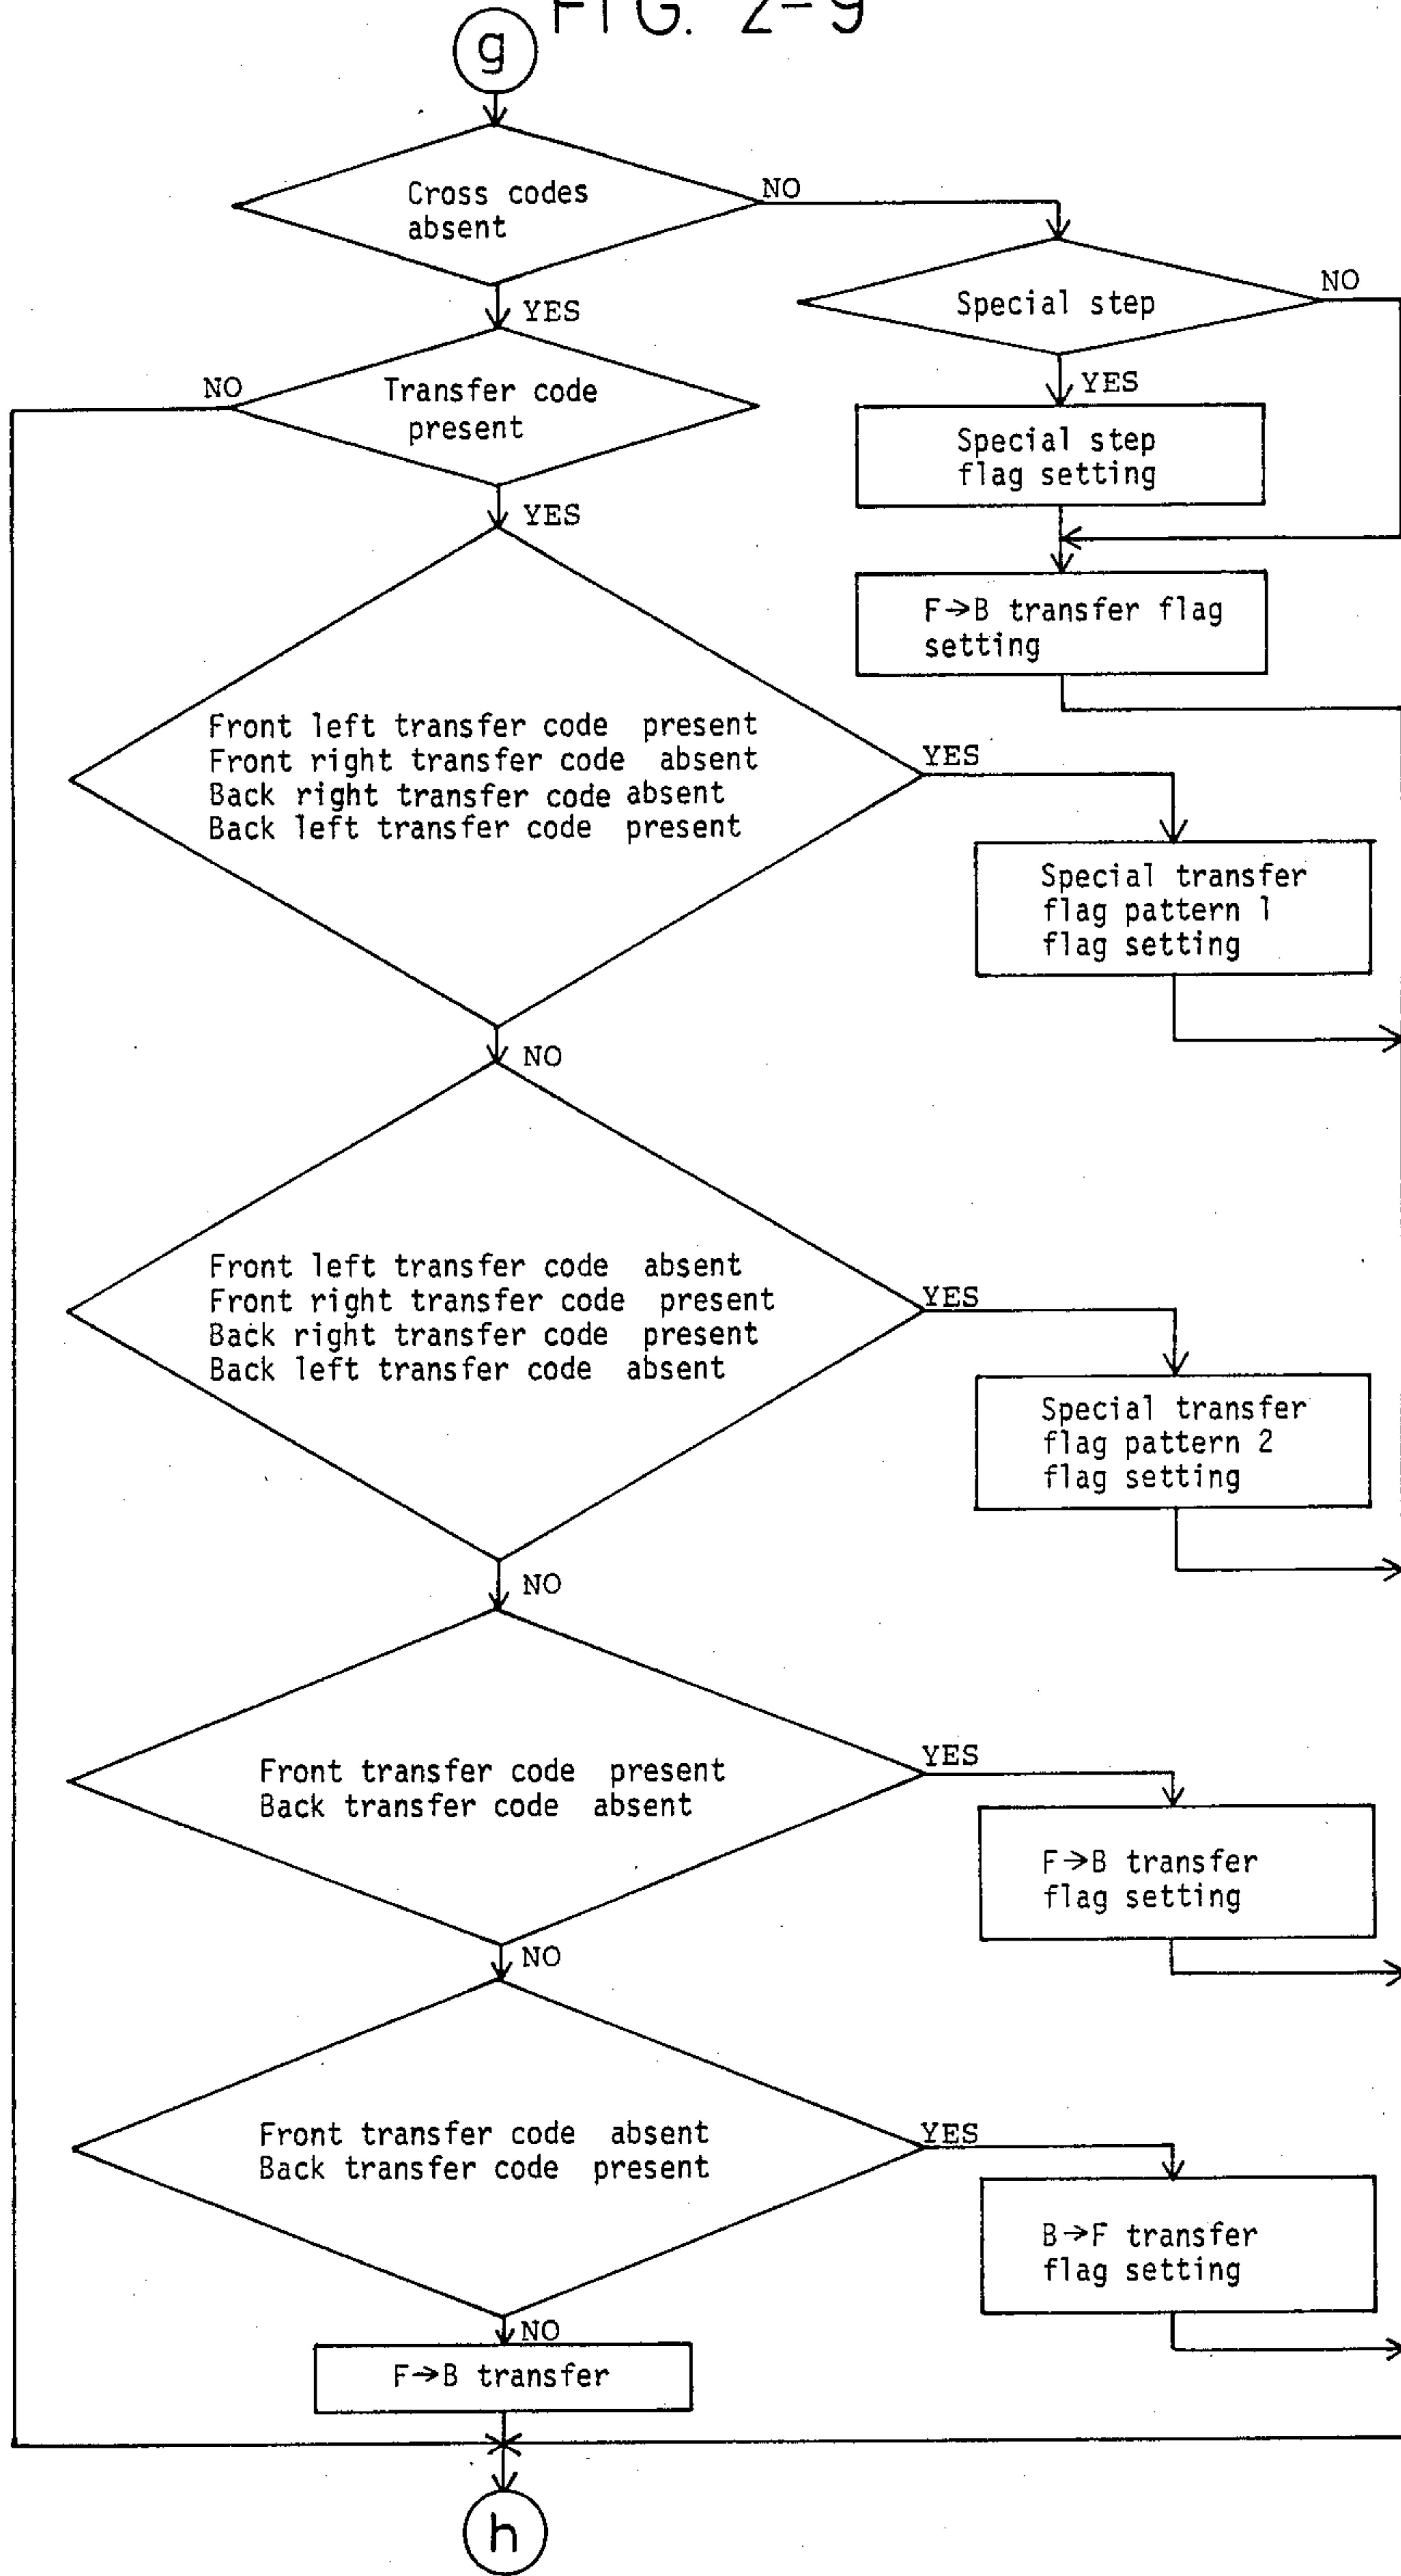 FIG. 2-9
g
Cross codes
absent
NO
YES
Special step
NO
YES
Transfer code
present
NO
YES
Special step
flag setting
F→B transfer flag
setting
Front left transfer code present
Front right transfer code absent
Back right transfer code absent
Back left transfer code present
YES
Special transfer
flag pattern 1
flag setting
NO
Front left transfer code absent
Front right transfer code present
Back right transfer code present
Back left transfer code absent
YES
Special transfer
flag pattern 2
flag setting
NO
Front transfer code present
Back transfer code absent
YES
F→B transfer
flag setting
NO
Front transfer code absent
Back transfer code present
YES
B→F transfer
flag setting
NO
F→B transfer
h